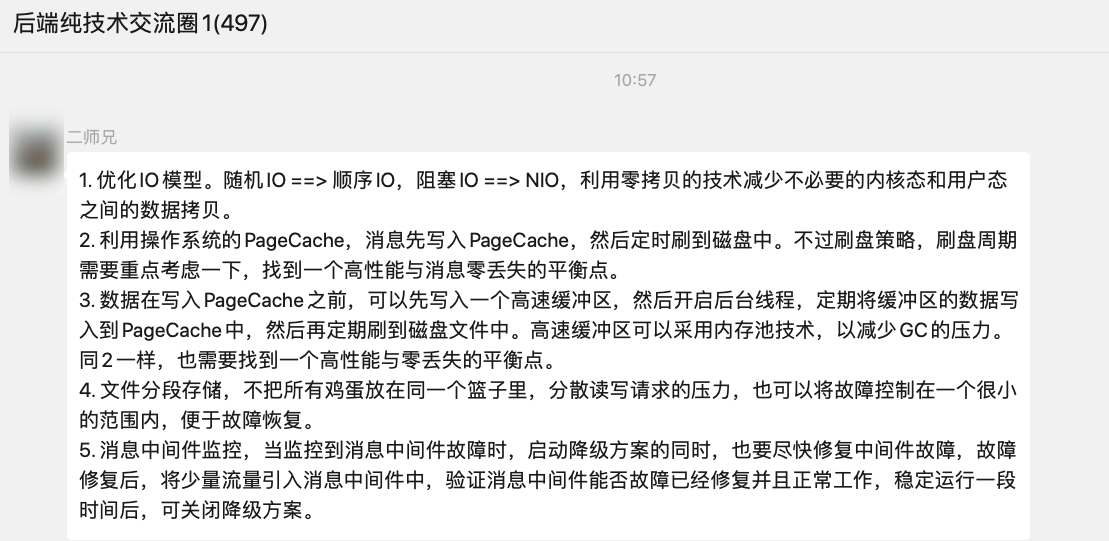 后端纯技术交流圈1(497)
10:57
二师兄
1. 优化IO模型。随机IO ==> 顺序IO，阻塞IO ==> NIO，利用零拷贝的技术减少不必要的内核态和用户态
之间的数据拷贝。
2. 利用操作系统的PageCache，消息先写入PageCache，然后定时刷到磁盘中。不过刷盘策略，刷盘周期
需要重点考虑一下，找到一个高性能与消息零丢失的平衡点。
3. 数据在写入PageCache之前，可以先写入一个高速缓冲区，然后开启后台线程，定期将缓冲区的数据写
入到PageCache中，然后再定期刷到磁盘文件中。高速缓冲区可以采用内存池技术，以减少GC的压力。
同2一样，也需要找到一个高性能与零丢失的平衡点。
4. 文件分段存储，不把所有鸡蛋放在同一个篮子里，分散读写请求的压力，也可以将故障控制在一个很小
的范围内，便于故障恢复。
5. 消息中间件监控，当监控到消息中间件故障时，启动降级方案的同时，也要尽快修复中间件故障，故障
修复后，将少量流量引入消息中间件中，验证消息中间件能否故障已经修复并且正常工作，稳定运行一段
时间后，可关闭降级方案。